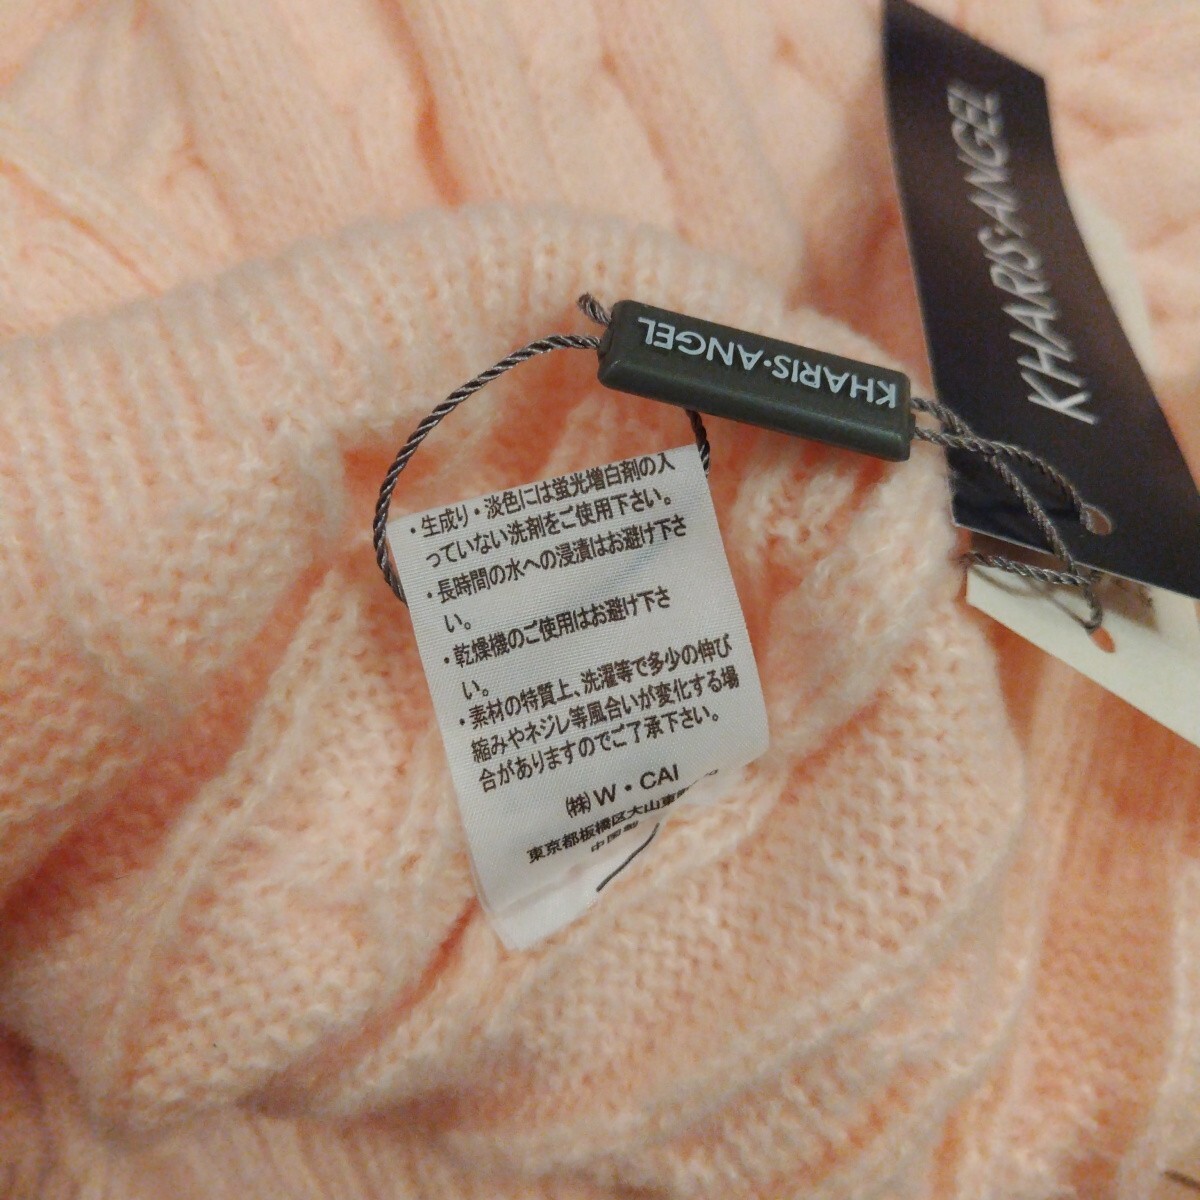 KHARIS·ANGEL
KHARIS·ANGEL
・生成り・淡色には蛍光増白剤の入
っていない洗剤をご使用下さい。
・長時間の水への浸漬はお避け下さ
い。
・乾燥機のご使用はお避け下さ
い。
・素材の特質上、洗濯等で多少の伸び
縮みやネジレ等風合いが変化する場
合がありますのでご了承下さい。
㈱W・CAI
東京都板橋区大山東
中国製